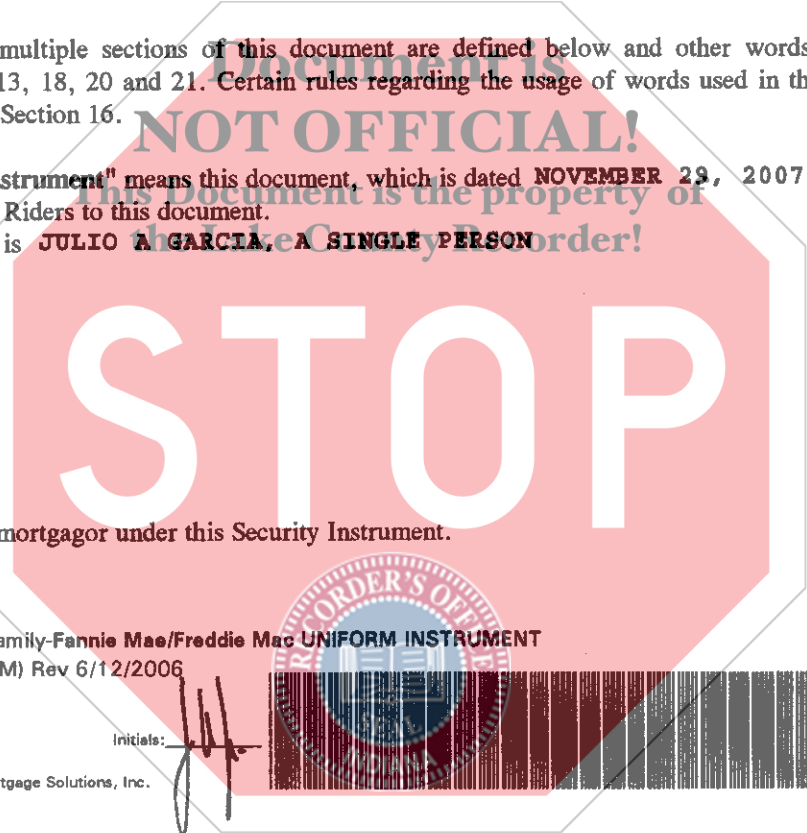 multiple sections of this document are defined below and other words
13, 18, 20 and 21. Certain rules regarding the usage of words used in th
Section 16.
Document is
NOT OFFICIAL!
This Document is the property of
the Lake County Recorder!
strument" means this document, which is dated NOVEMBER 29, 2007
Riders to this document.
is JULIO A GARCIA, A SINGLE PERSON
STOP
mortgagor under this Security Instrument.
RECORDER'S OFFICE
SEAL
INDIANA
amily-Fannie Mae/Freddie Mac UNIFORM INSTRUMENT
M) Rev 6/12/2006
Initials:
tgage Solutions, Inc.